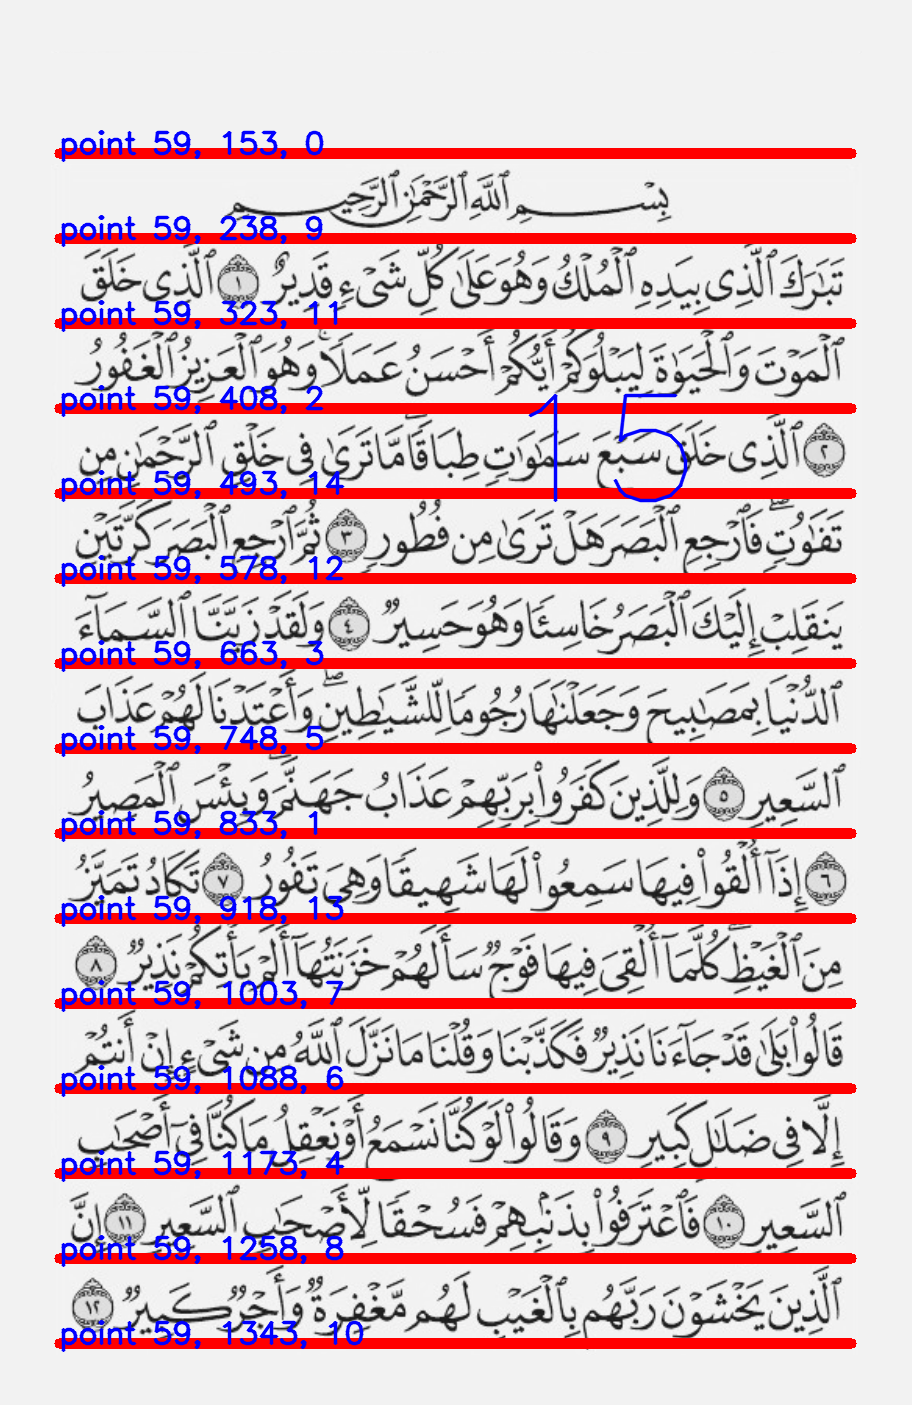 point 59, 153, 0
بِسْمِ ٱللَّهِ ٱلرَّحْمَٰنِ ٱلرَّحِيمِ
point 59, 238, 9
تَبَٰرَكَ ٱلَّذِى بِيَدِهِ ٱلْمُلْكُ وَهُوَ عَلَىٰ كُلِّ شَىْءٍ قَدِيرٌ ١ ٱلَّذِى خَلَقَ
point 59, 323, 11
ٱلْمَوْتَ وَٱلْحَيَوٰةَ لِيَبْلُوَكُمْ أَيُّكُمْ أَحْسَنُ عَمَلًا ۚ وَهُوَ ٱلْعَزِيزُ ٱلْغَفُورُ
point 59, 408, 2
15
٢ ٱلَّذِى خَلَقَ سَبْعَ سَمَٰوَٰتٍ طِبَاقًا ۖ مَّا تَرَىٰ فِى خَلْقِ ٱلرَّحْمَٰنِ مِن
point 59, 493, 14
تَفَٰوُتٍ ۖ فَٱرْجِعِ ٱلْبَصَرَ هَلْ تَرَىٰ مِن فُطُورٍ ٣ ثُمَّ ٱرْجِعِ ٱلْبَصَرَ كَرَّتَيْنِ
point 59, 578, 12
يَنقَلِبْ إِلَيْكَ ٱلْبَصَرُ خَاسِئًا وَهُوَ حَسِيرٌ ٤ وَلَقَدْ زَيَّنَّا ٱلسَّمَآءَ
point 59, 663, 3
ٱلدُّنْيَا بِمَصَٰبِيحَ وَجَعَلْنَٰهَا رُجُومًا لِّلشَّيَٰطِينِ ۖ وَأَعْتَدْنَا لَهُمْ عَذَابَ
point 59, 748, 5
ٱلسَّعِيرِ ٥ وَلِلَّذِينَ كَفَرُوا۟ بِرَبِّهِمْ عَذَابُ جَهَنَّمَ ۖ وَبِئْسَ ٱلْمَصِيرُ
point 59, 833, 1
٦ إِذَآ أُلْقُوا۟ فِيهَا سَمِعُوا۟ لَهَا شَهِيقًا وَهِىَ تَفُورُ ٧ تَكَادُ تَمَيَّزُ
point 59, 918, 13
مِنَ ٱلْغَيْظِ ۖ كُلَّمَآ أُلْقِىَ فِيهَا فَوْجٌ سَأَلَهُمْ خَزَنَتُهَآ أَلَمْ يَأْتِكُمْ نَذِيرٌ ٨
point 59, 1003, 7
قَالُوا۟ بَلَىٰ قَدْ جَآءَنَا نَذِيرٌ فَكَذَّبْنَا وَقُلْنَا مَا نَزَّلَ ٱللَّهُ مِن شَىْءٍ إِنْ أَنتُمْ
point 59, 1088, 6
إِلَّا فِى ضَلَٰلٍ كَبِيرٍ ٩ وَقَالُوا۟ لَوْ كُنَّا نَسْمَعُ أَوْ نَعْقِلُ مَا كُنَّا فِىٓ أَصْحَٰبِ
point 59, 1173, 4
ٱلسَّعِيرِ ١٠ فَٱعْتَرَفُوا۟ بِذَنۢبِهِمْ فَسُحْقًا لِّأَصْحَٰبِ ٱلسَّعِيرِ ١١ إِنَّ
point 59, 1258, 8
ٱلَّذِينَ يَخْشَوْنَ رَبَّهُم بِٱلْغَيْبِ لَهُم مَّغْفِرَةٌ وَأَجْرٌ كَبِيرٌ ١٢
point 59, 1343, 10